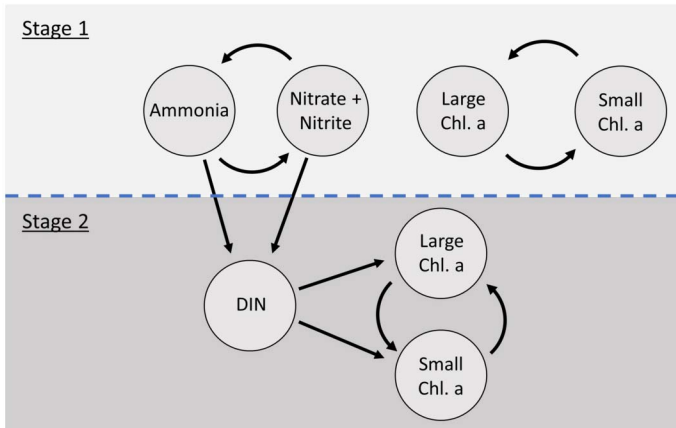 Stage 1
Ammonia
Nitrate +
Nitrite
Large
Chl. a
Small
Chl. a
Stage 2
DIN
Large
Chl. a
Small
Chl. a